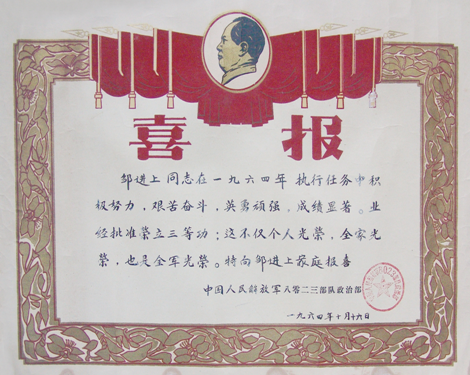 喜报
邹进上同志在一九六四年执行任务中积
极努力,艰苦奋斗,英勇顽强,成绩显著。业
经批准荣立三等功;这不仅个人光荣,全家光
荣,也是全军光荣。特向邹进上家庭报喜
中国人民解放军八零二三部队政治部
一九六四年十月十六日